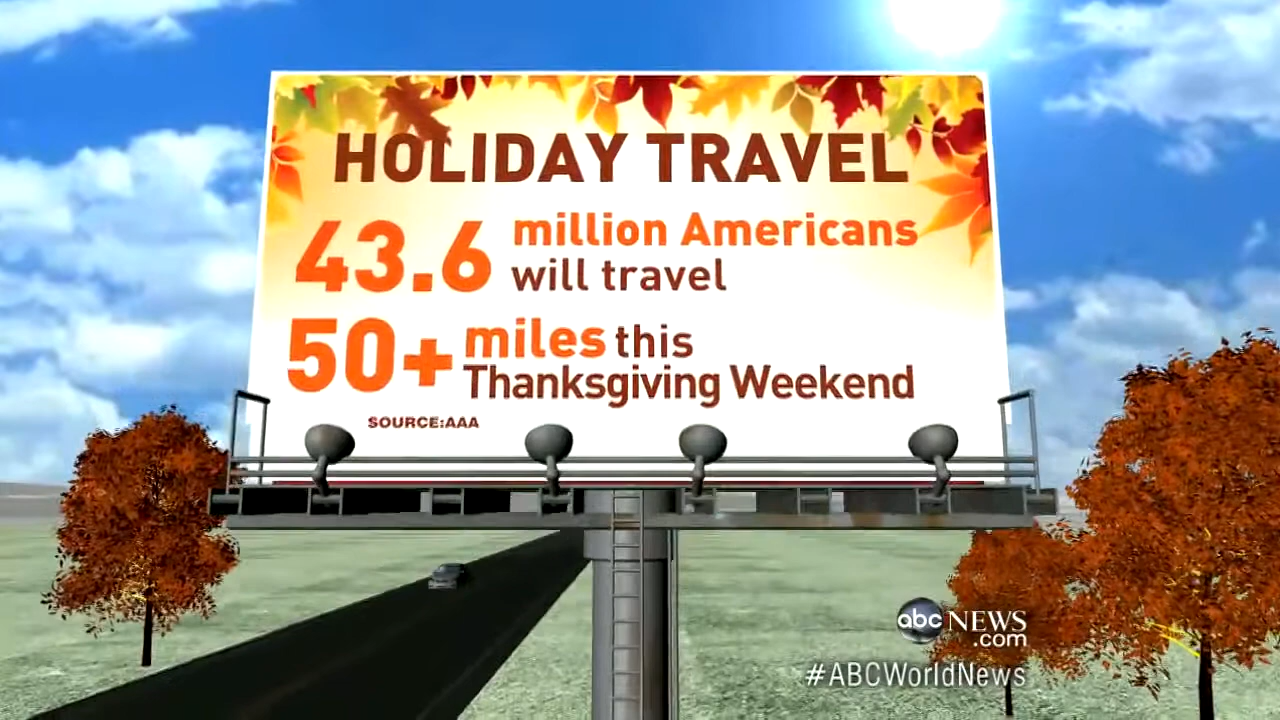 HOLIDAY TRAVEL
43.6 million Americans
will travel
50+ miles this
Thanksgiving Weekend
SOURCE:AAA
abc NEWS
.com
#ABCWorldNews